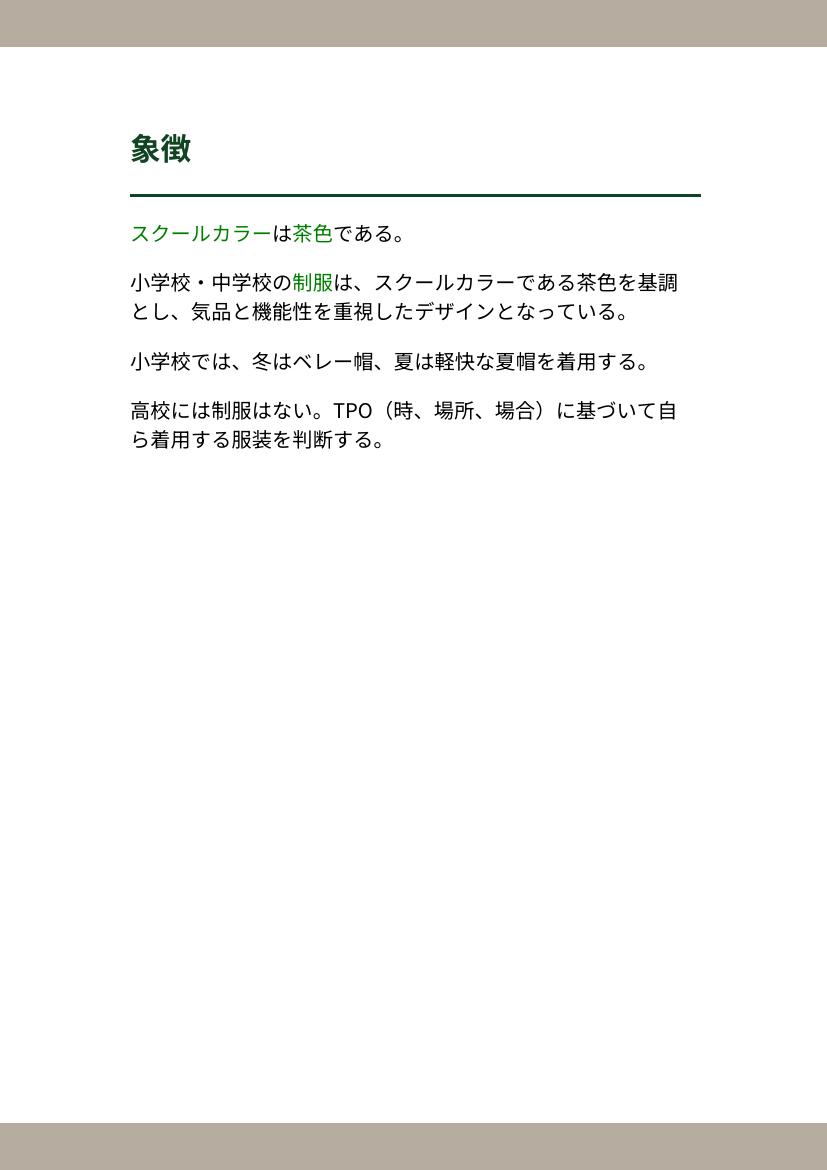 象徴
スクールカラーは茶色である。
小学校・中学校の制服は、スクールカラーである茶色を基調
とし、気品と機能性を重視したデザインとなっている。
小学校では、冬はベレー帽、夏は軽快な夏帽を着用する。
高校には制服はない。TPO（時、場所、場合）に基づいて自
ら着用する服装を判断する。